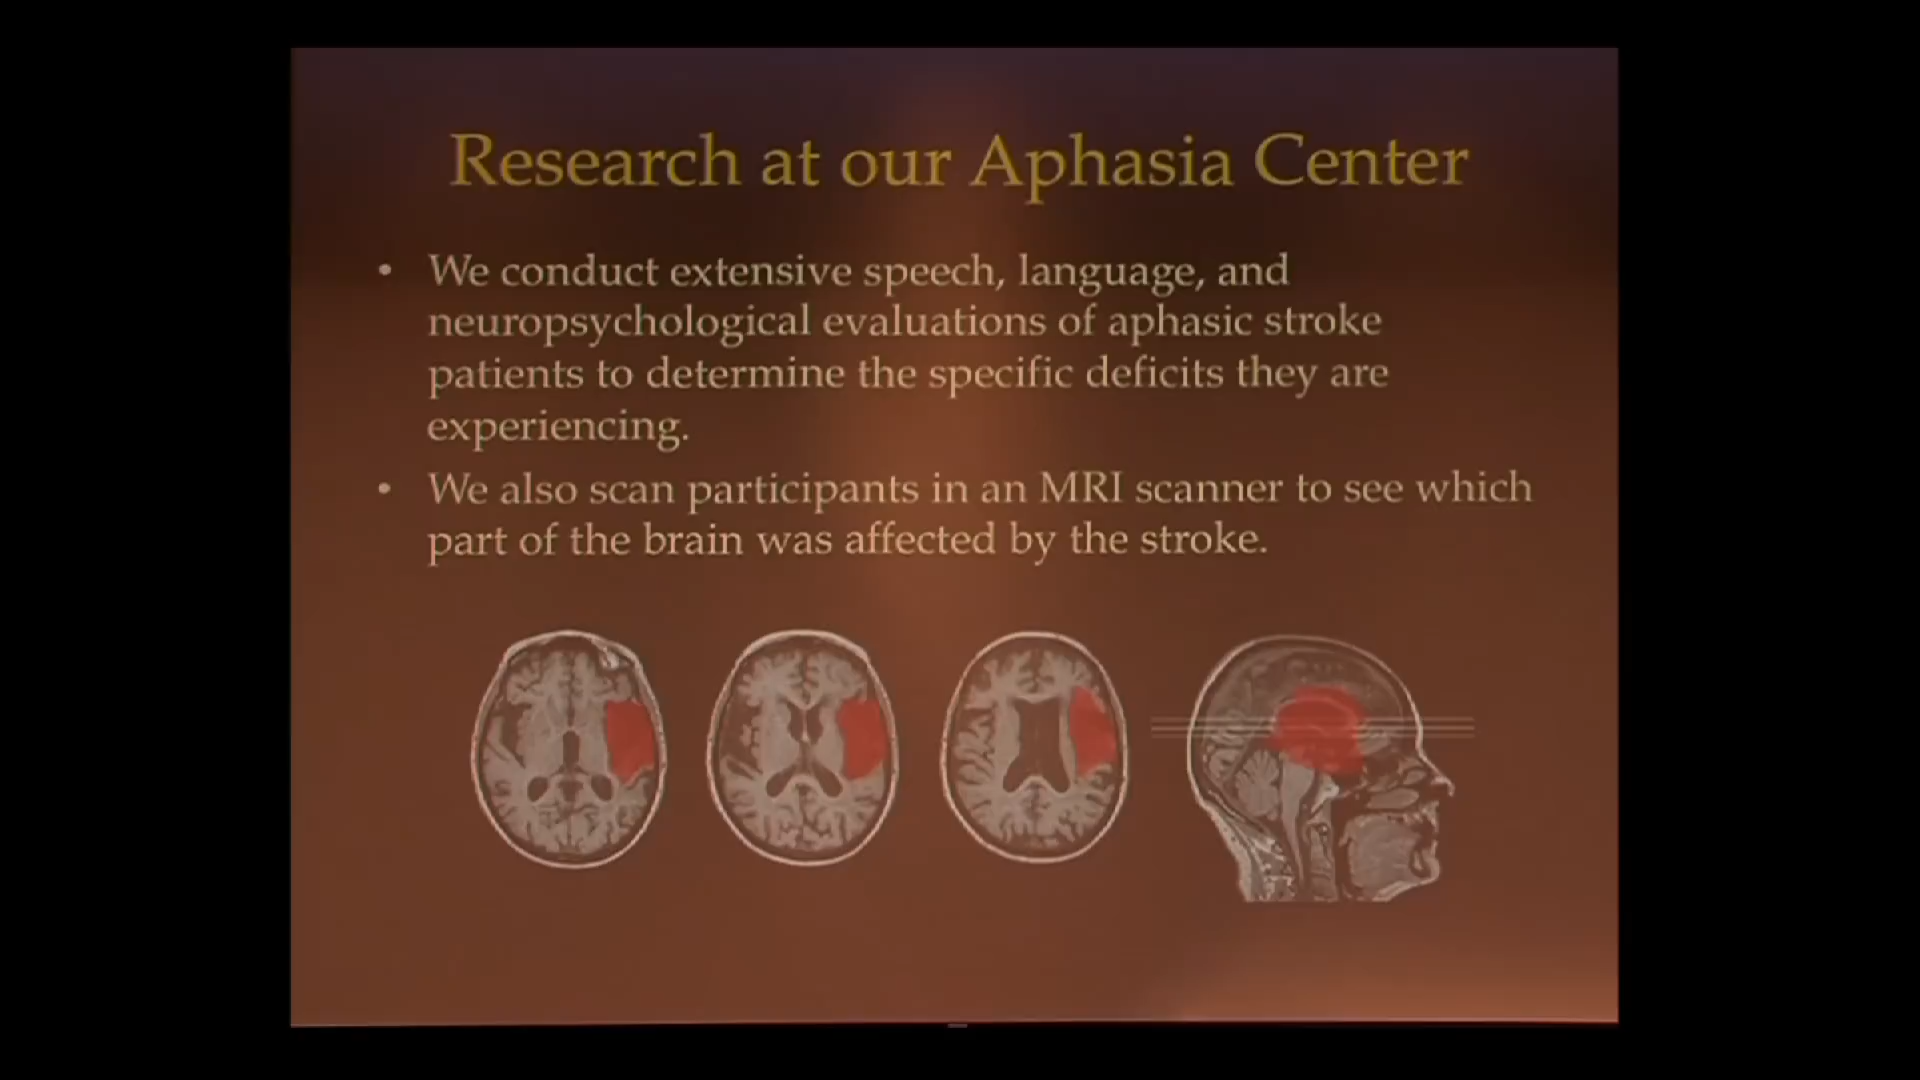 Research at our Aphasia Center
• We conduct extensive speech, language, and
neuropsychological evaluations of aphasic stroke
patients to determine the specific deficits they are
experiencing.
• We also scan participants in an MRI scanner to see which
part of the brain was affected by the stroke.